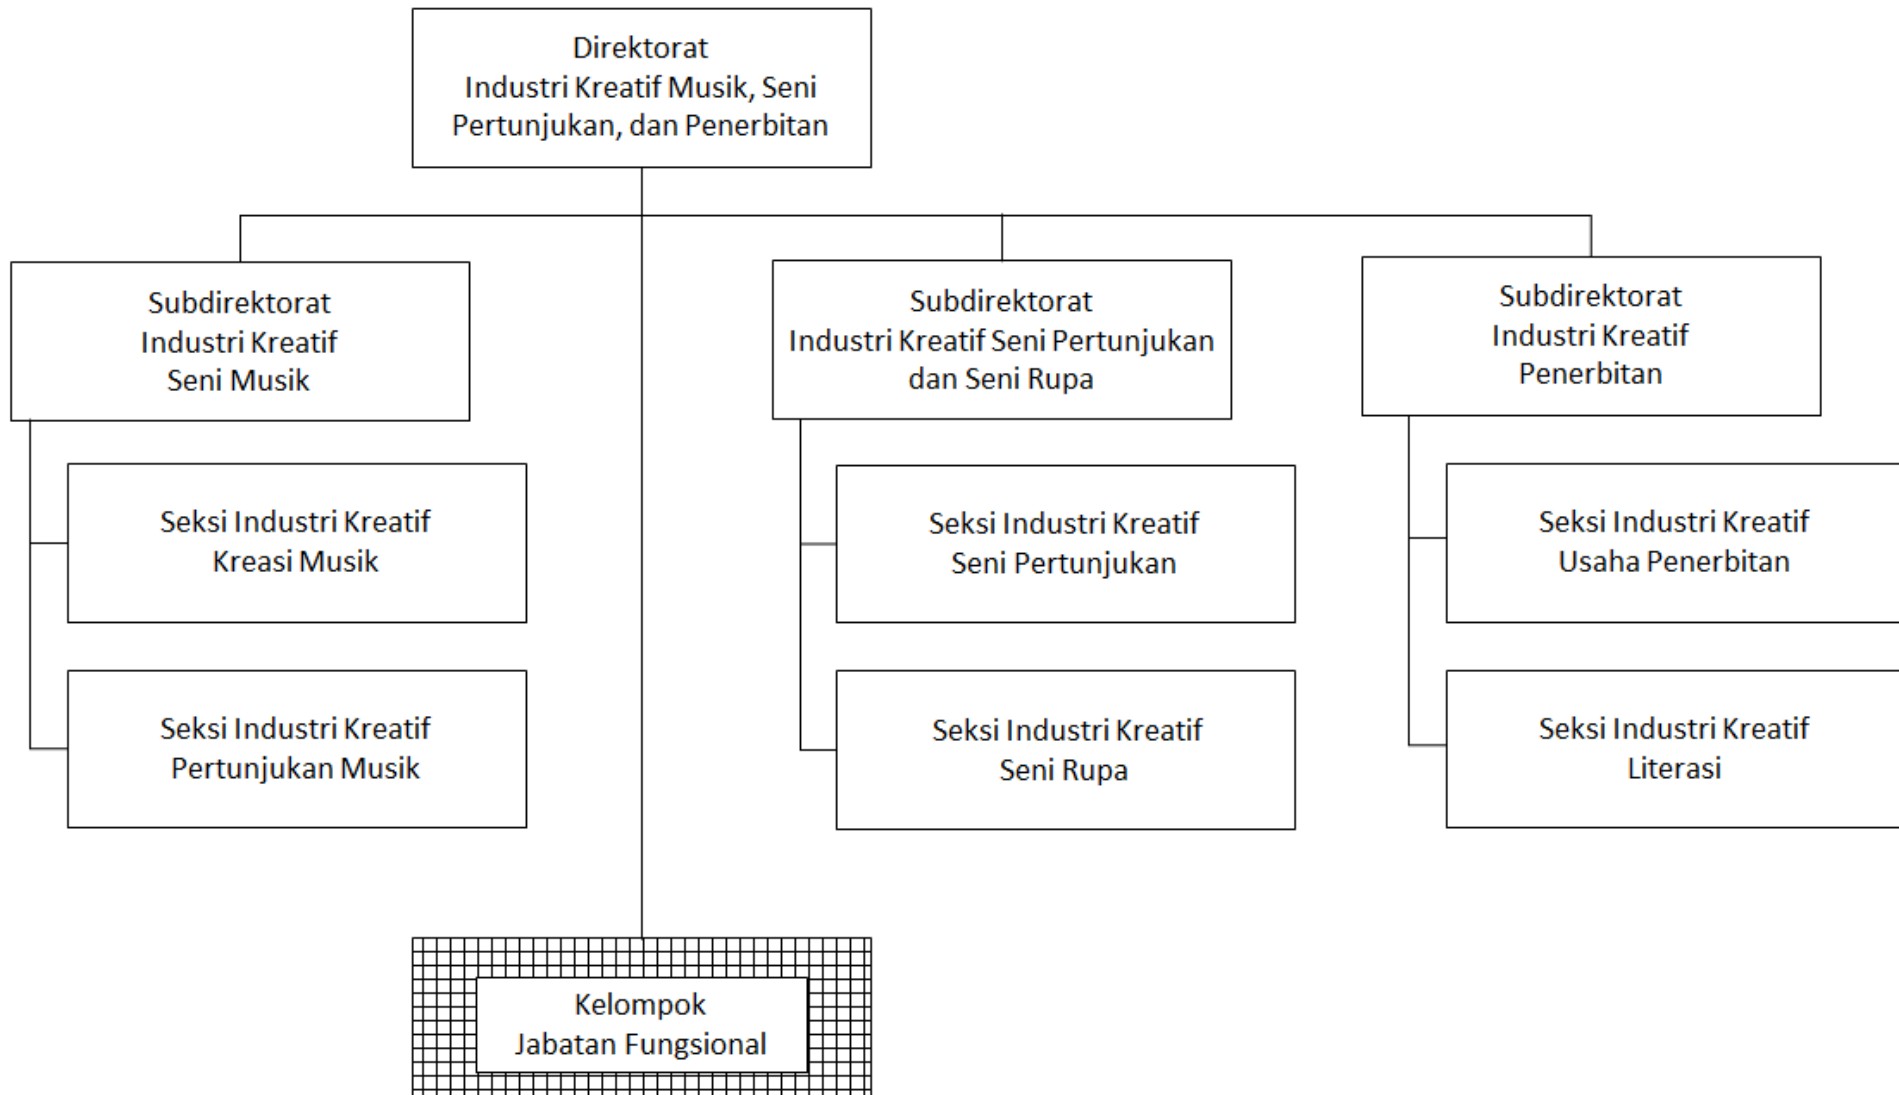 Direktorat
Industri Kreatif Musik, Seni
Pertunjukan, dan Penerbitan
Subdirektorat
Industri Kreatif
Seni Musik
Subdirektorat
Industri Kreatif Seni Pertunjukan
dan Seni Rupa
Subdirektorat
Industri Kreatif
Penerbitan
Seksi Industri Kreatif
Kreasi Musik
Seksi Industri Kreatif
Seni Pertunjukan
Seksi Industri Kreatif
Usaha Penerbitan
Seksi Industri Kreatif
Pertunjukan Musik
Seksi Industri Kreatif
Seni Rupa
Seksi Industri Kreatif
Literasi
Kelompok
Jabatan Fungsional